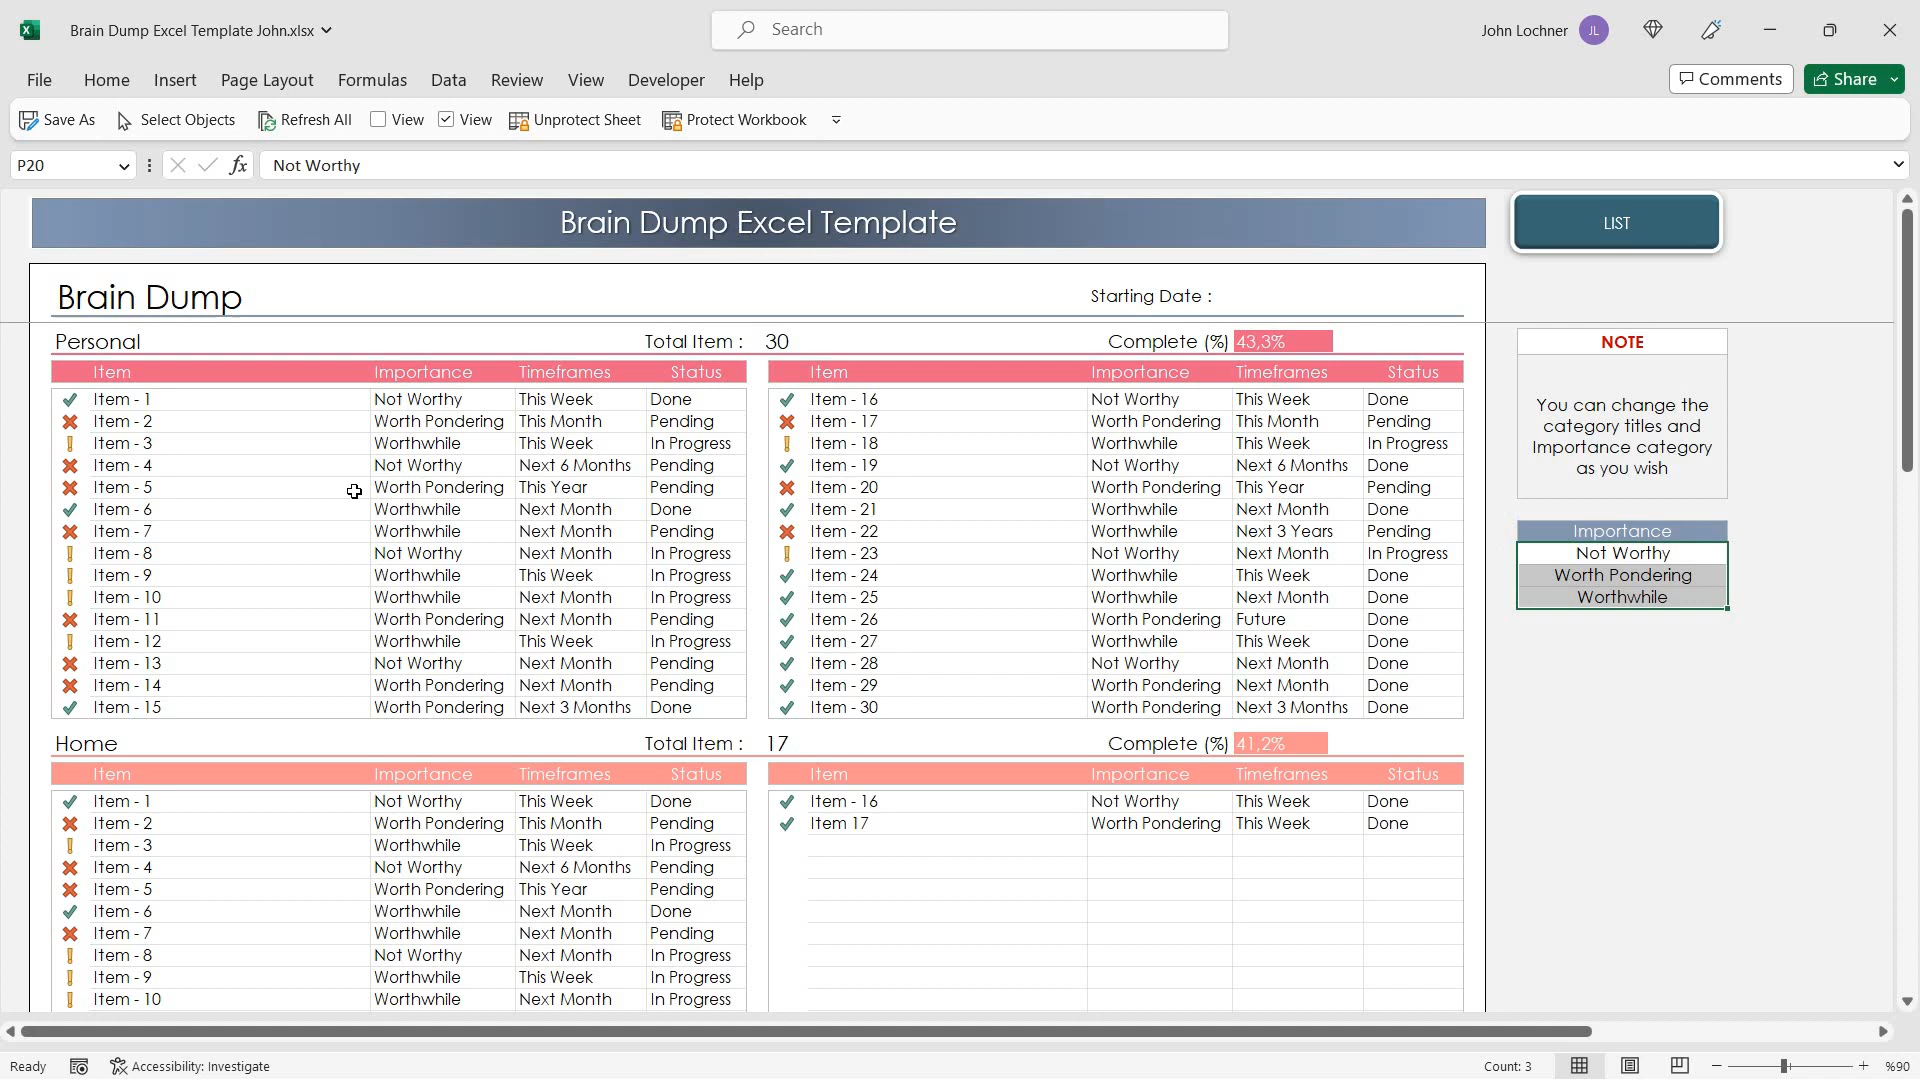 Brain Dump Excel Template John.xlsx
Search
John Lochner JL
File Home Insert Page Layout Formulas Data Review View Developer Help
Comments Share
Save As Select Objects Refresh All View View Unprotect Sheet Protect Workbook
P20 fx Not Worthy
Brain Dump Excel Template
LIST
Brain Dump Starting Date :
Personal Total Item : 30 Complete (%) 43,3%
Item Importance Timeframes Status Item Importance Timeframes Status
Item - 1 Not Worthy This Week Done Item - 16 Not Worthy This Week Done
Item - 2 Worth Pondering This Month Pending Item - 17 Worth Pondering This Month Pending
Item - 3 Worthwhile This Week In Progress Item - 18 Worthwhile This Week In Progress
Item - 4 Not Worthy Next 6 Months Pending Item - 19 Not Worthy Next 6 Months Done
Item - 5 Worth Pondering This Year Pending Item - 20 Worth Pondering This Year Pending
Item - 6 Worthwhile Next Month Done Item - 21 Worthwhile Next Month Done
Item - 7 Worthwhile Next Month Pending Item - 22 Worthwhile Next 3 Years Pending
Item - 8 Not Worthy Next Month In Progress Item - 23 Not Worthy Next Month In Progress
Item - 9 Worthwhile This Week In Progress Item - 24 Worthwhile This Week Done
Item - 10 Worthwhile Next Month In Progress Item - 25 Worthwhile Next Month Done
Item - 11 Worth Pondering Next Month Pending Item - 26 Worth Pondering Future Done
Item - 12 Worthwhile This Week In Progress Item - 27 Worthwhile This Week Done
Item - 13 Not Worthy Next Month Pending Item - 28 Not Worthy Next Month Done
Item - 14 Worth Pondering Next Month Pending Item - 29 Worth Pondering Next Month Done
Item - 15 Worth Pondering Next 3 Months Done Item - 30 Worth Pondering Next 3 Months Done
Home Total Item : 17 Complete (%) 41,2%
Item Importance Timeframes Status Item Importance Timeframes Status
Item - 1 Not Worthy This Week Done Item - 16 Not Worthy This Week Done
Item - 2 Worth Pondering This Month Pending Item 17 Worth Pondering This Week Done
Item - 3 Worthwhile This Week In Progress
Item - 4 Not Worthy Next 6 Months Pending
Item - 5 Worth Pondering This Year Pending
Item - 6 Worthwhile Next Month Done
Item - 7 Worthwhile Next Month Pending
Item - 8 Not Worthy Next Month In Progress
Item - 9 Worthwhile This Week In Progress
Item - 10 Worthwhile Next Month In Progress
NOTE
You can change the
category titles and
Importance category
as you wish
Importance
Not Worthy
Worth Pondering
Worthwhile
Ready Accessibility: Investigate Count: 3 %90